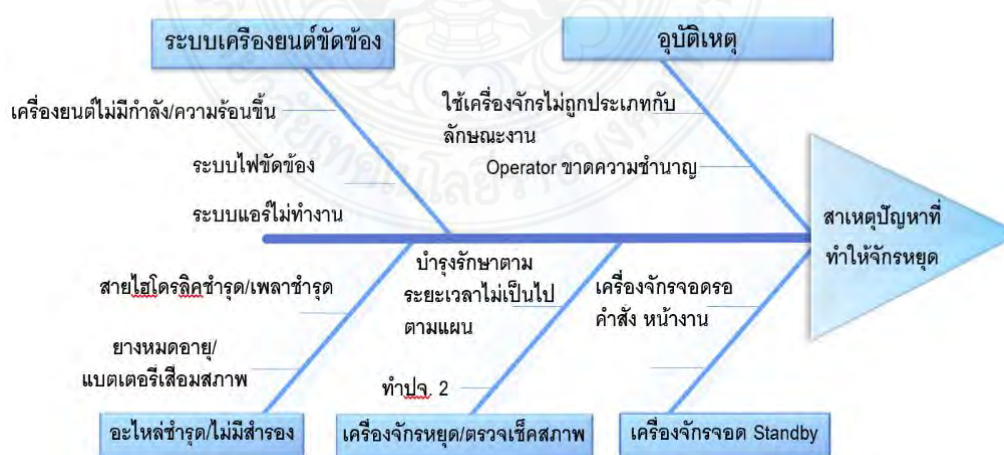 ระบบเครื่องยนต์ขัดข้อง
อุบัติเหตุ
เครื่องยนต์ไม่มีกำลัง/ความร้อนขึ้น
ระบบไฟขัดข้อง
ระบบแอร์ไม่ทำงาน
ใช้เครื่องจักรไม่ถูกประเภทกับ
ลักษณะงาน
Operator ขาดความชำนาญ
สาเหตุปัญหาที่
ทำให้จักรหยุด
สายไฮโดรลิคชำรุด/เพลาชำรุด
ยางหมดอายุ/
แบตเตอรี่เสื่อมสภาพ
บำรุงรักษาตาม
ระยะเวลาไม่เป็นไป
ตามแผน
ทำปจ. 2
เครื่องจักรจอดรอ
คำสั่ง หน้างาน
อะไหล่ชำรุด/ไม่มีสำรอง
เครื่องจักรหยุด/ตรวจเช็คสภาพ
เครื่องจักรจอด Standby